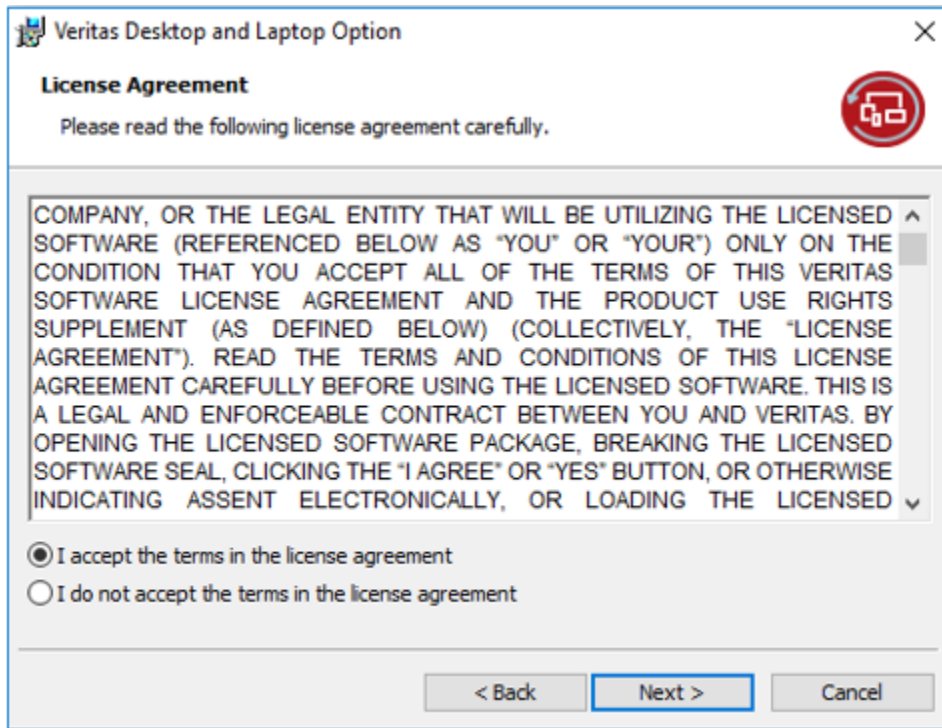 Veritas Desktop and Laptop Option
License Agreement
Please read the following license agreement carefully.
COMPANY, OR THE LEGAL ENTITY THAT WILL BE UTILIZING THE LICENSED
SOFTWARE (REFERENCED BELOW AS “YOU” OR “YOUR”) ONLY ON THE
CONDITION THAT YOU ACCEPT ALL OF THE TERMS OF THIS VERITAS
SOFTWARE LICENSE AGREEMENT AND THE PRODUCT USE RIGHTS
SUPPLEMENT (AS DEFINED BELOW) (COLLECTIVELY, THE “LICENSE
AGREEMENT”). READ THE TERMS AND CONDITIONS OF THIS LICENSE
AGREEMENT CAREFULLY BEFORE USING THE LICENSED SOFTWARE. THIS IS
A LEGAL AND ENFORCEABLE CONTRACT BETWEEN YOU AND VERITAS. BY
OPENING THE LICENSED SOFTWARE PACKAGE, BREAKING THE LICENSED
SOFTWARE SEAL, CLICKING THE “I AGREE” OR “YES” BUTTON, OR OTHERWISE
INDICATING ASSENT ELECTRONICALLY, OR LOADING THE LICENSED
I accept the terms in the license agreement
I do not accept the terms in the license agreement
< Back Next > Cancel